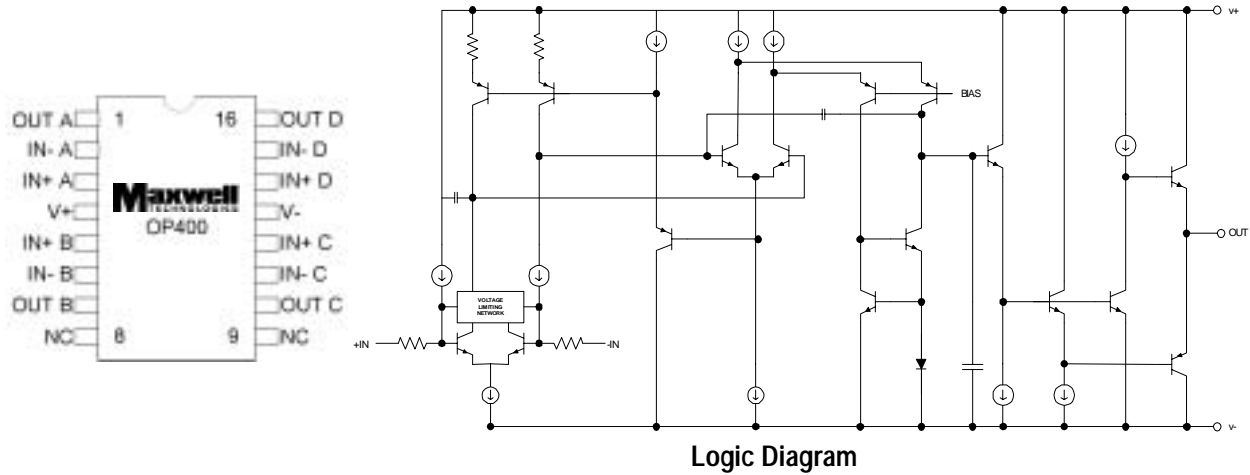 OUT A 1 16 OUT D
IN- A IN- D
IN+ A IN+ D
Maxwell
TECHNOLOGIES
V+ V-
OP400
IN+ B IN+ C
IN- B IN- C
OUT B OUT C
NC 8 9 NC
v+
BIAS
OUT
VOLTAGE
LIMITING
NETWORK
+IN -IN
v-
Logic Diagram